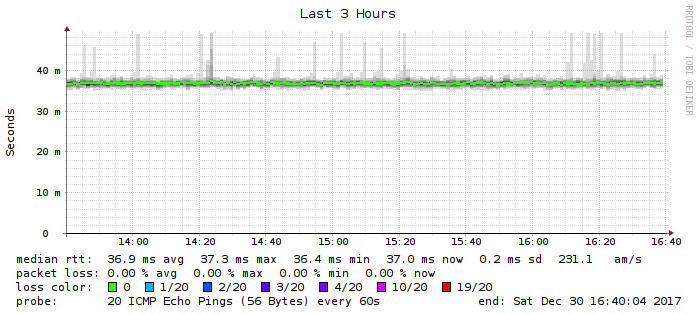 Last 3 Hours
RRDTOOL / TOBI OETIKER
Seconds
40 m
30 m
20 m
10 m
0
14:00 14:20 14:40 15:00 15:20 15:40 16:00 16:20 16:40
median rtt: 36.9 ms avg 37.3 ms max 36.4 ms min 37.0 ms now 0.2 ms sd 231.1 am/s
packet loss: 0.00 % avg 0.00 % max 0.00 % min 0.00 % now
loss color: 0 1/20 2/20 3/20 4/20 10/20 19/20
probe: 20 ICMP Echo Pings (56 Bytes) every 60s end: Sat Dec 30 16:40:04 2017